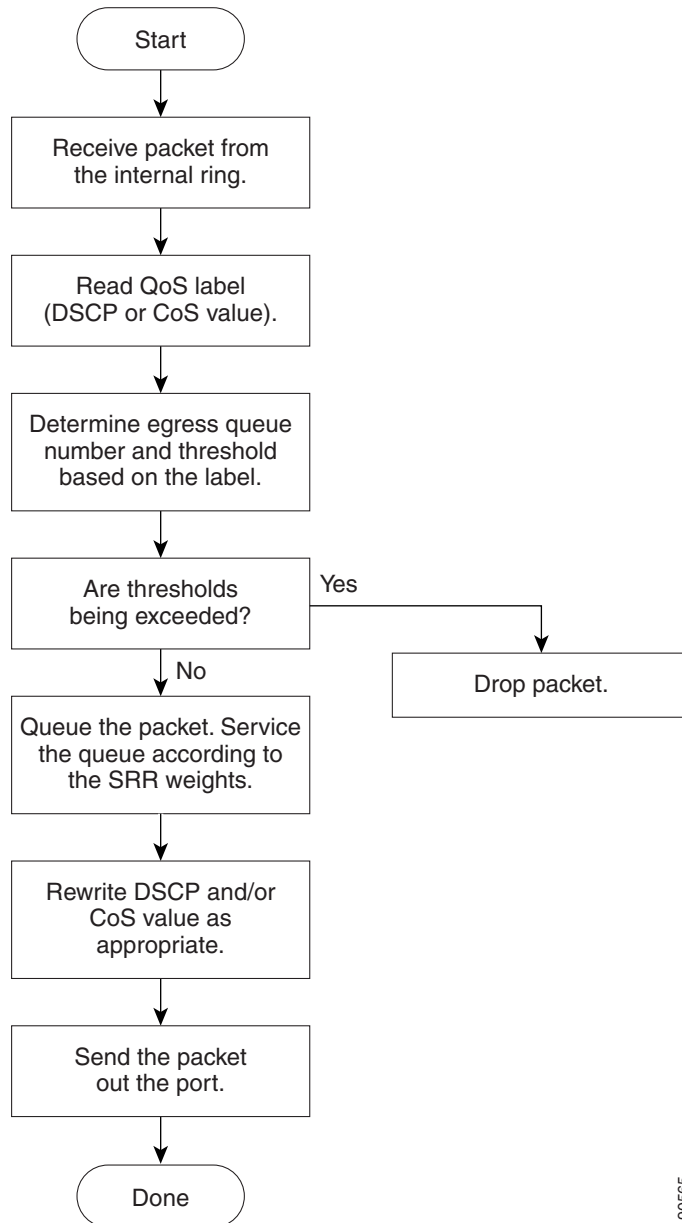 Start
Receive packet from
the internal ring.
Read QoS label
(DSCP or CoS value).
Determine egress queue
number and threshold
based on the label.
Are thresholds
being exceeded?
Yes
No
Drop packet.
Queue the packet. Service
the queue according to
the SRR weights.
Rewrite DSCP and/or
CoS value as
appropriate.
Send the packet
out the port.
Done